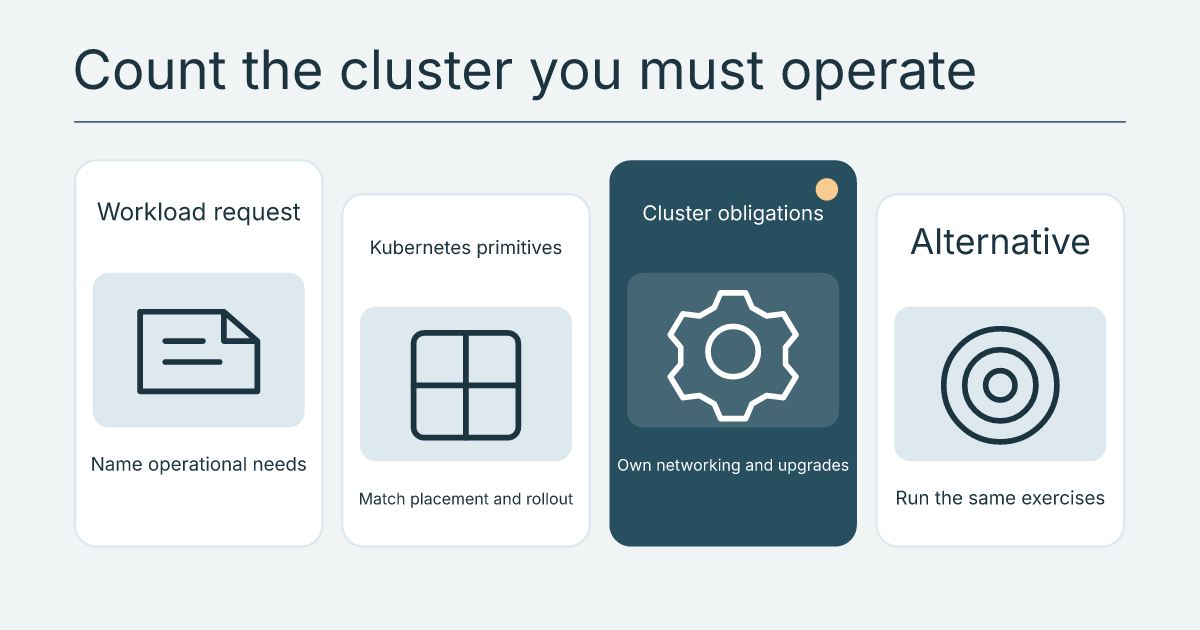 Count the cluster you must operate
Workload request
Name operational needs
Kubernetes primitives
Match placement and rollout
Cluster obligations
Own networking and upgrades
Alternative
Run the same exercises